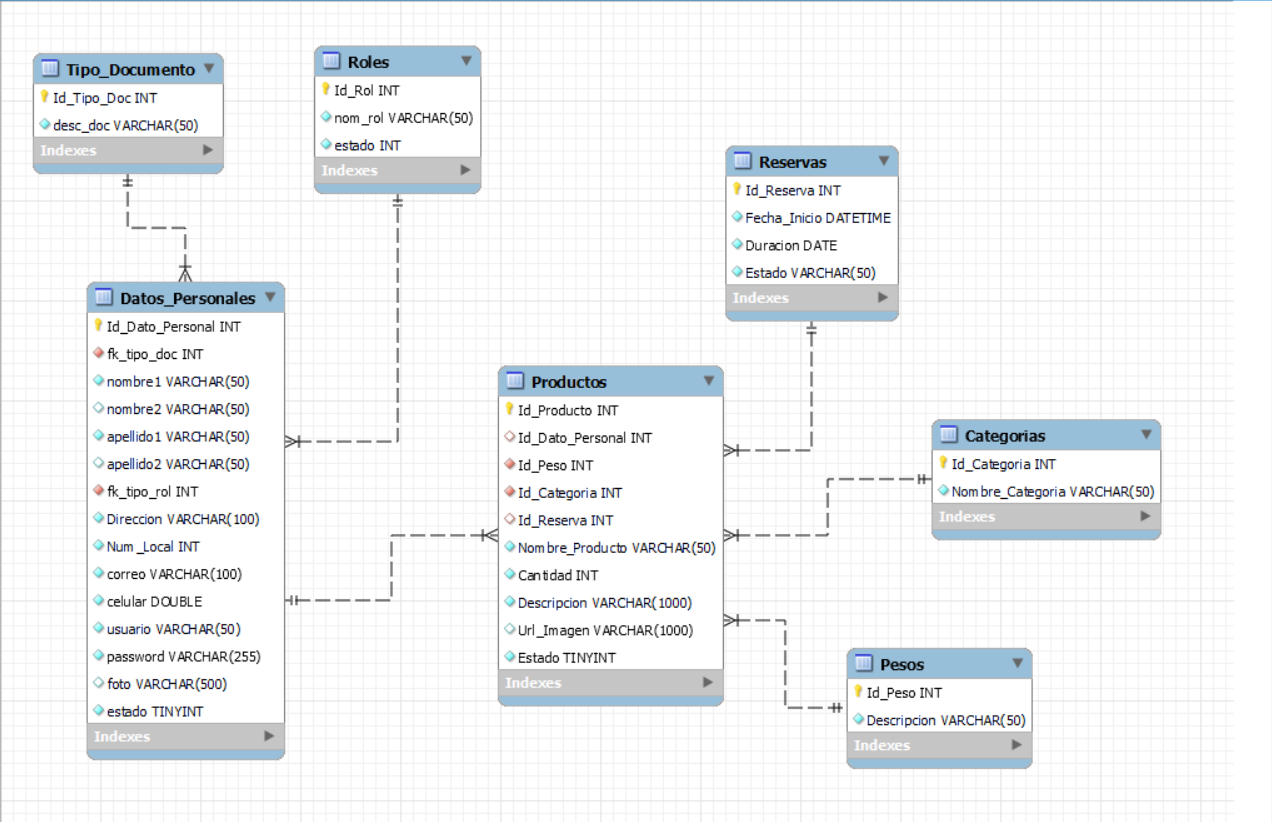 Tipo_Documento
Id_Tipo_Doc INT
desc_doc VARCHAR(50)
Indexes
Roles
Id_Rol INT
nom_rol VARCHAR(50)
estado INT
Indexes
Reservas
Id_Reserva INT
Fecha_Inicio DATETIME
Duracion DATE
Estado VARCHAR(50)
Indexes
Datos_Personales
Id_Dato_Personal INT
fk_tipo_doc INT
nombre1 VARCHAR(50)
nombre2 VARCHAR(50)
apellido1 VARCHAR(50)
apellido2 VARCHAR(50)
fk_tipo_rol INT
Direccion VARCHAR(100)
Num_Local INT
correo VARCHAR(100)
celular DOUBLE
usuario VARCHAR(50)
password VARCHAR(255)
foto VARCHAR(500)
estado TINYINT
Indexes
Productos
Id_Producto INT
Id_Dato_Personal INT
Id_Peso INT
Id_Categoria INT
Id_Reserva INT
Nombre_Producto VARCHAR(50)
Cantidad INT
Descripcion VARCHAR(1000)
Url_Imagen VARCHAR(1000)
Estado TINYINT
Indexes
Categorias
Id_Categoria INT
Nombre_Categoria VARCHAR(50)
Indexes
Pesos
Id_Peso INT
Descripcion VARCHAR(50)
Indexes